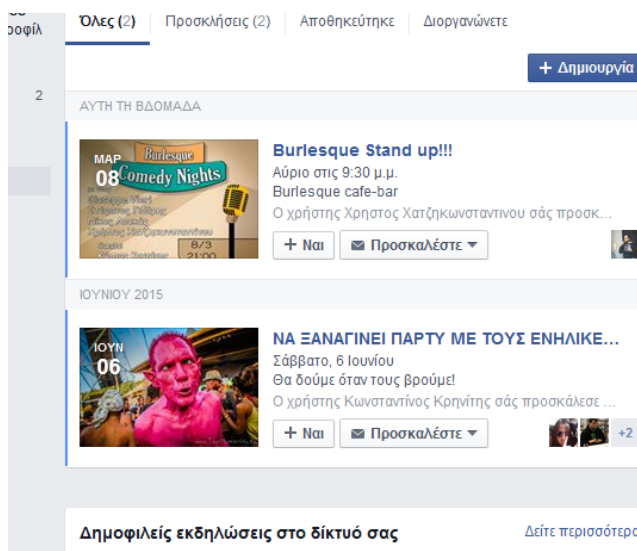 ροφίλ
Όλες (2)
Προσκλήσεις (2)
Αποθηκεύτηκε
Διοργανώνετε
+ Δημιουργία
2
ΑΥΤΗ ΤΗ ΒΔΟΜΑΔΑ
ΜΑΡ
08
Burlesque
Comedy Nights
8/3
21:00
Burlesque Stand up!!!
Αύριο στις 9:30 μ.μ.
Burlesque cafe-bar
Ο χρήστης Χρηστος Χατζηκωνσταντινου σάς προσκ...
+ Ναι
Προσκαλέστε
ΙΟΥΝΙΟΥ 2015
ΙΟΥΝ
06
ΝΑ ΞΑΝΑΓΙΝΕΙ ΠΑΡΤΥ ΜΕ ΤΟΥΣ ΕΝΗΛΙΚΕ...
Σάββατο, 6 Ιουνίου
Θα δούμε όταν τους βρούμε!
Ο χρήστης Κωνσταντίνος Κρηνίτης σάς προσκάλεσε ...
+ Ναι
Προσκαλέστε
+2
Δημοφιλείς εκδηλώσεις στο δίκτυό σας
Δείτε περισσότερα